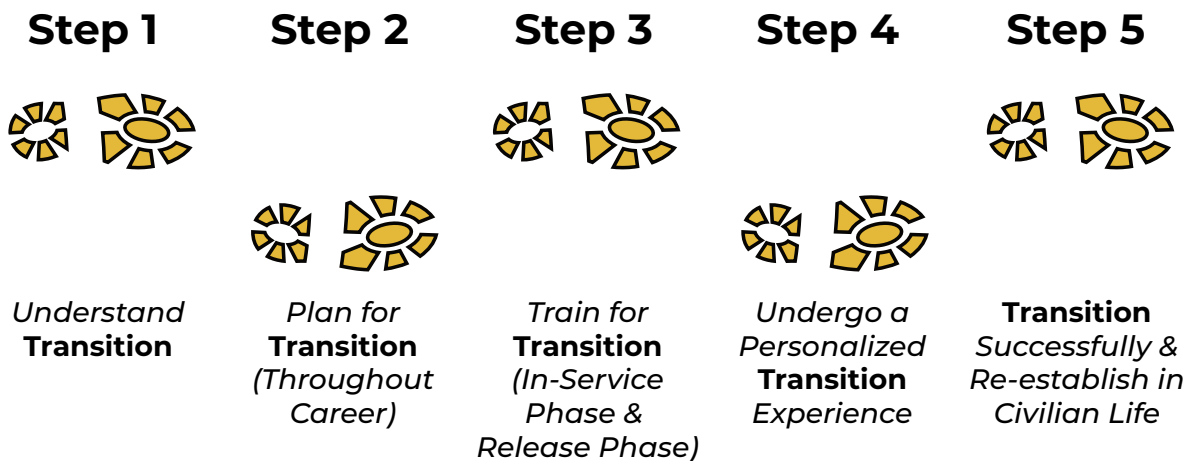 Step 1
Step 2
Step 3
Step 4
Step 5
Understand
Transition
Plan for
Transition
(Throughout
Career)
Train for
Transition
(In-Service
Phase &
Release Phase)
Undergo a
Personalized
Transition
Experience
Transition
Successfully &
Re-establish in
Civilian Life